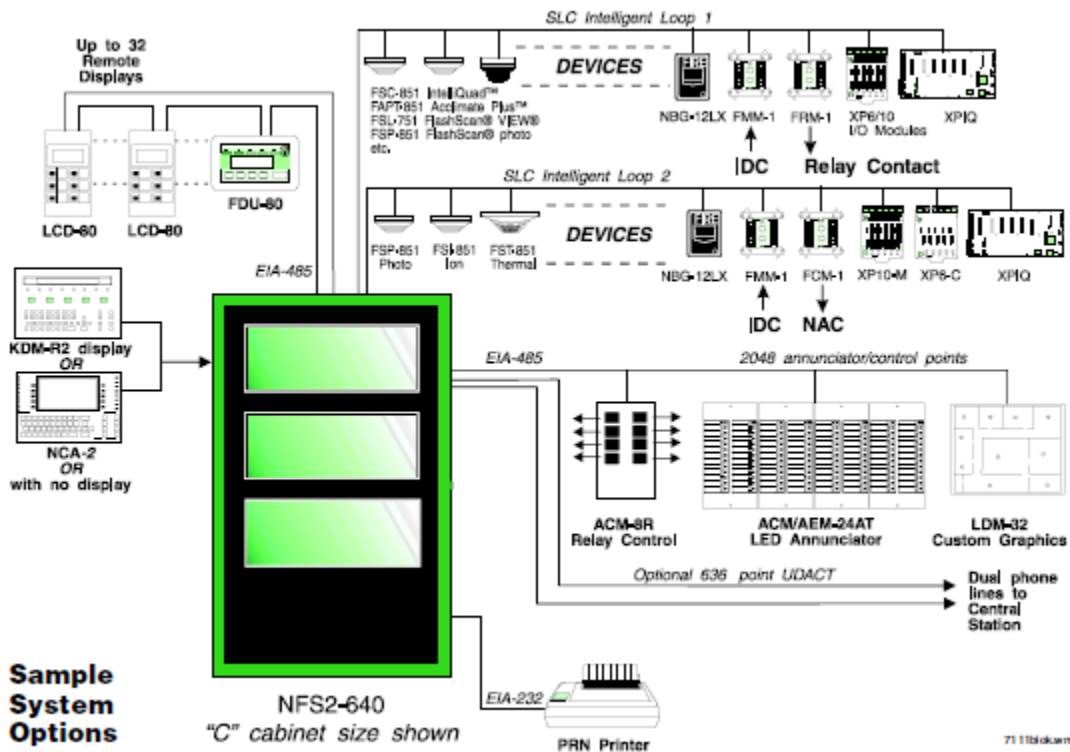 SLC Intelligent Loop 1
Up to 32
Remote
Displays
DEVICES
FSC-851 IntelliQuad™
FAPT-851 Acclimate Plus™
FSL-751 FlashScan® VIEW®
FSP-851 FlashScan® photo
etc.
NBG-12LX
FMM-1
FRM-1
XP6/10
I/O Modules
XPIQ
IDC
Relay Contact
LCD-80
LCD-80
FDU-80
SLC Intelligent Loop 2
FSP-851
Photo
FSI-851
Ion
FST-851
Thermal
DEVICES
NBG-12LX
FMM-1
FCM-1
XP10-M
XP6-C
XPIQ
IDC
NAC
EIA-485
KDM-R2 display
OR
NCA-2
OR
with no display
EIA-485
2048 annunciator/control points
ACM-8R
Relay Control
ACM/AEM-24AT
LED Annunciator
LDM-32
Custom Graphics
Optional 636 point UDACT
Dual phone
lines to
Central
Station
Sample
System
Options
NFS2-640
"C" cabinet size shown
EIA-232
PRN Printer